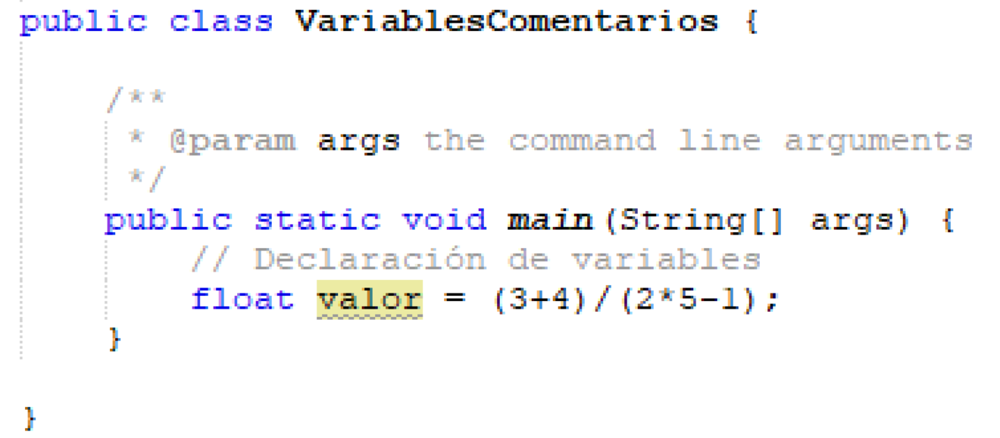 public class VariablesComentarios {
/**
* @param args the command line arguments
*/
public static void main(String[] args) {
// Declaración de variables
float valor = (3+4)/(2*5-1);
}
}